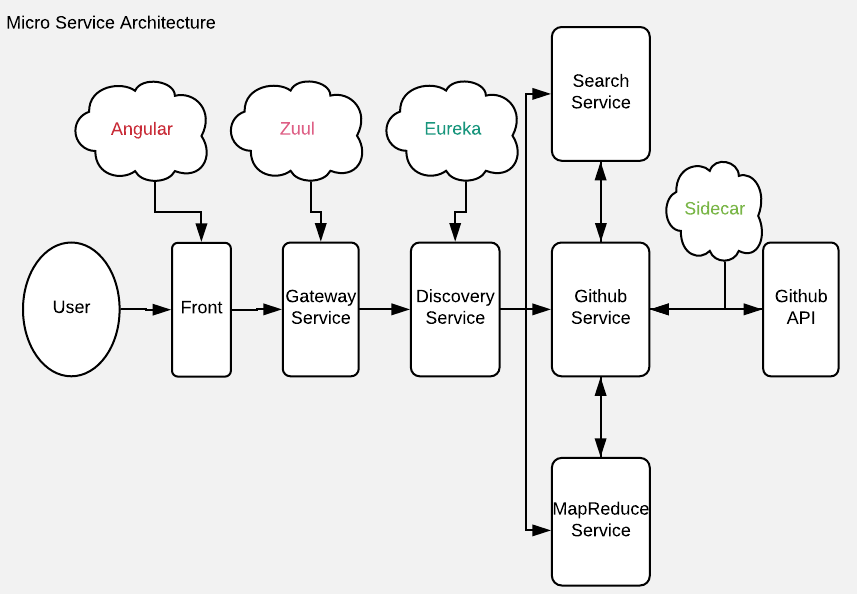 Micro Service Architecture
Angular
Zuul
Eureka
Search
Service
Sidecar
User
Front
Gateway
Service
Discovery
Service
Github
Service
Github
API
MapReduce
Service